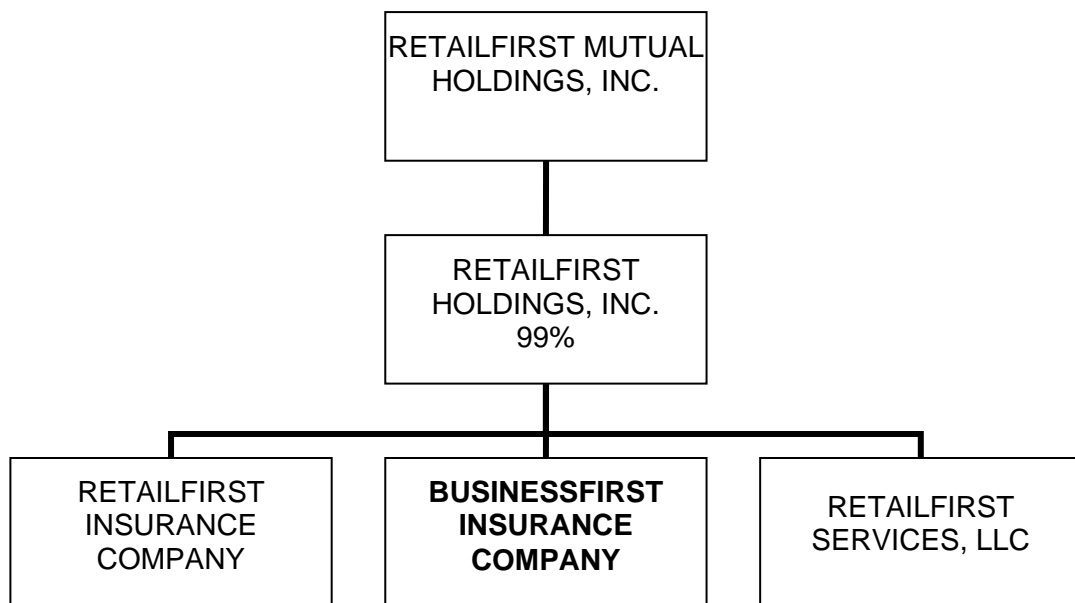 RETAILFIRST MUTUAL
HOLDINGS, INC.
RETAILFIRST
HOLDINGS, INC.
99%
RETAILFIRST
INSURANCE
COMPANY
BUSINESSFIRST
INSURANCE
COMPANY
RETAILFIRST
SERVICES, LLC